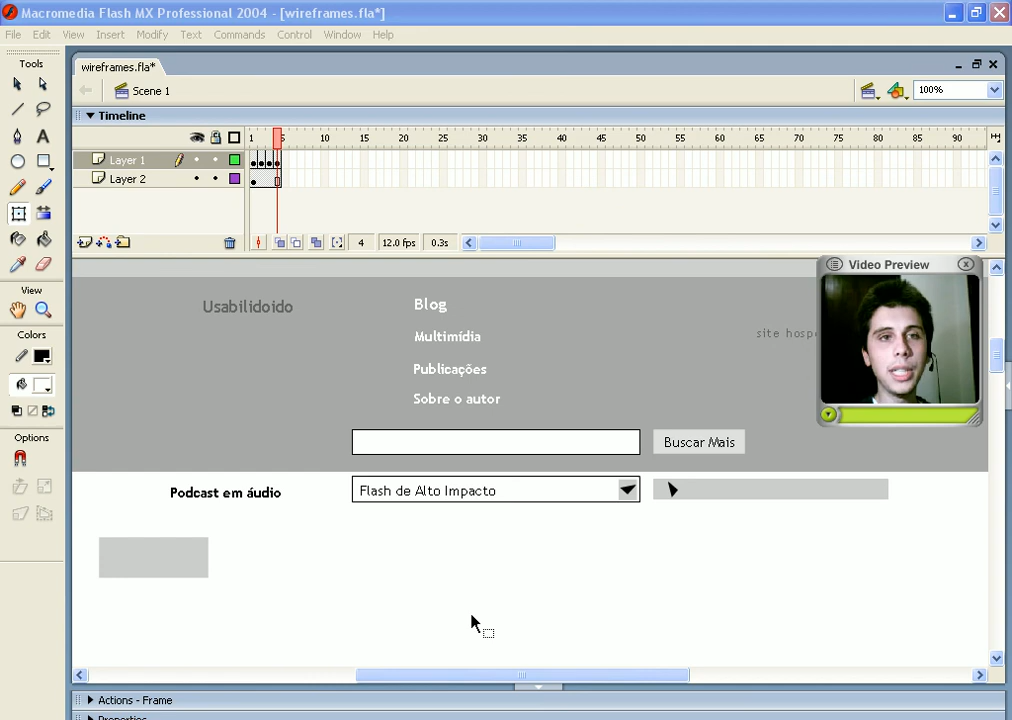 Macromedia Flash MX Professional 2004 - [wireframes.fla*]
File Edit View Insert Modify Text Commands Control Window Help
Tools
wireframes.fla*
Scene 1
100%
Timeline
1 5 10 15 20 25 30 35 40 45 50 55 60 65 70 75 80 85 90
Layer 1
Layer 2
4 12.0 fps 0.3s
View
Colors
Options
Video Preview
Usabilidoido
Blog
site hosp
Multimídia
Publicações
Sobre o autor
Buscar Mais
Podcast em áudio
Flash de Alto Impacto
Actions - Frame
Properties